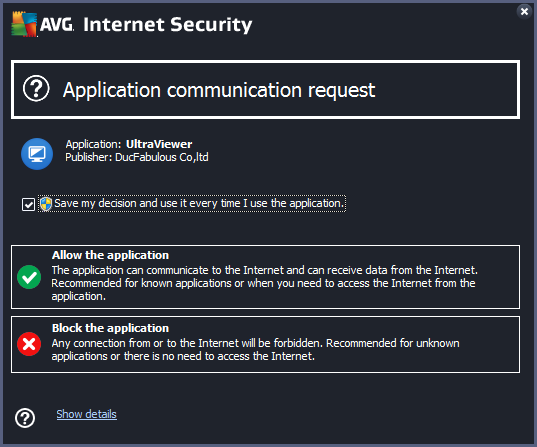 AVG Internet Security
Application communication request
Application: UltraViewer
Publisher: DucFabulous Co,ltd
Save my decision and use it every time I use the application.
Allow the application
The application can communicate to the Internet and can receive data from the Internet.
Recommended for known applications or when you need to access the Internet from the
application.
Block the application
Any connection from or to the Internet will be forbidden. Recommended for unknown
applications or there is no need to access the Internet.
Show details